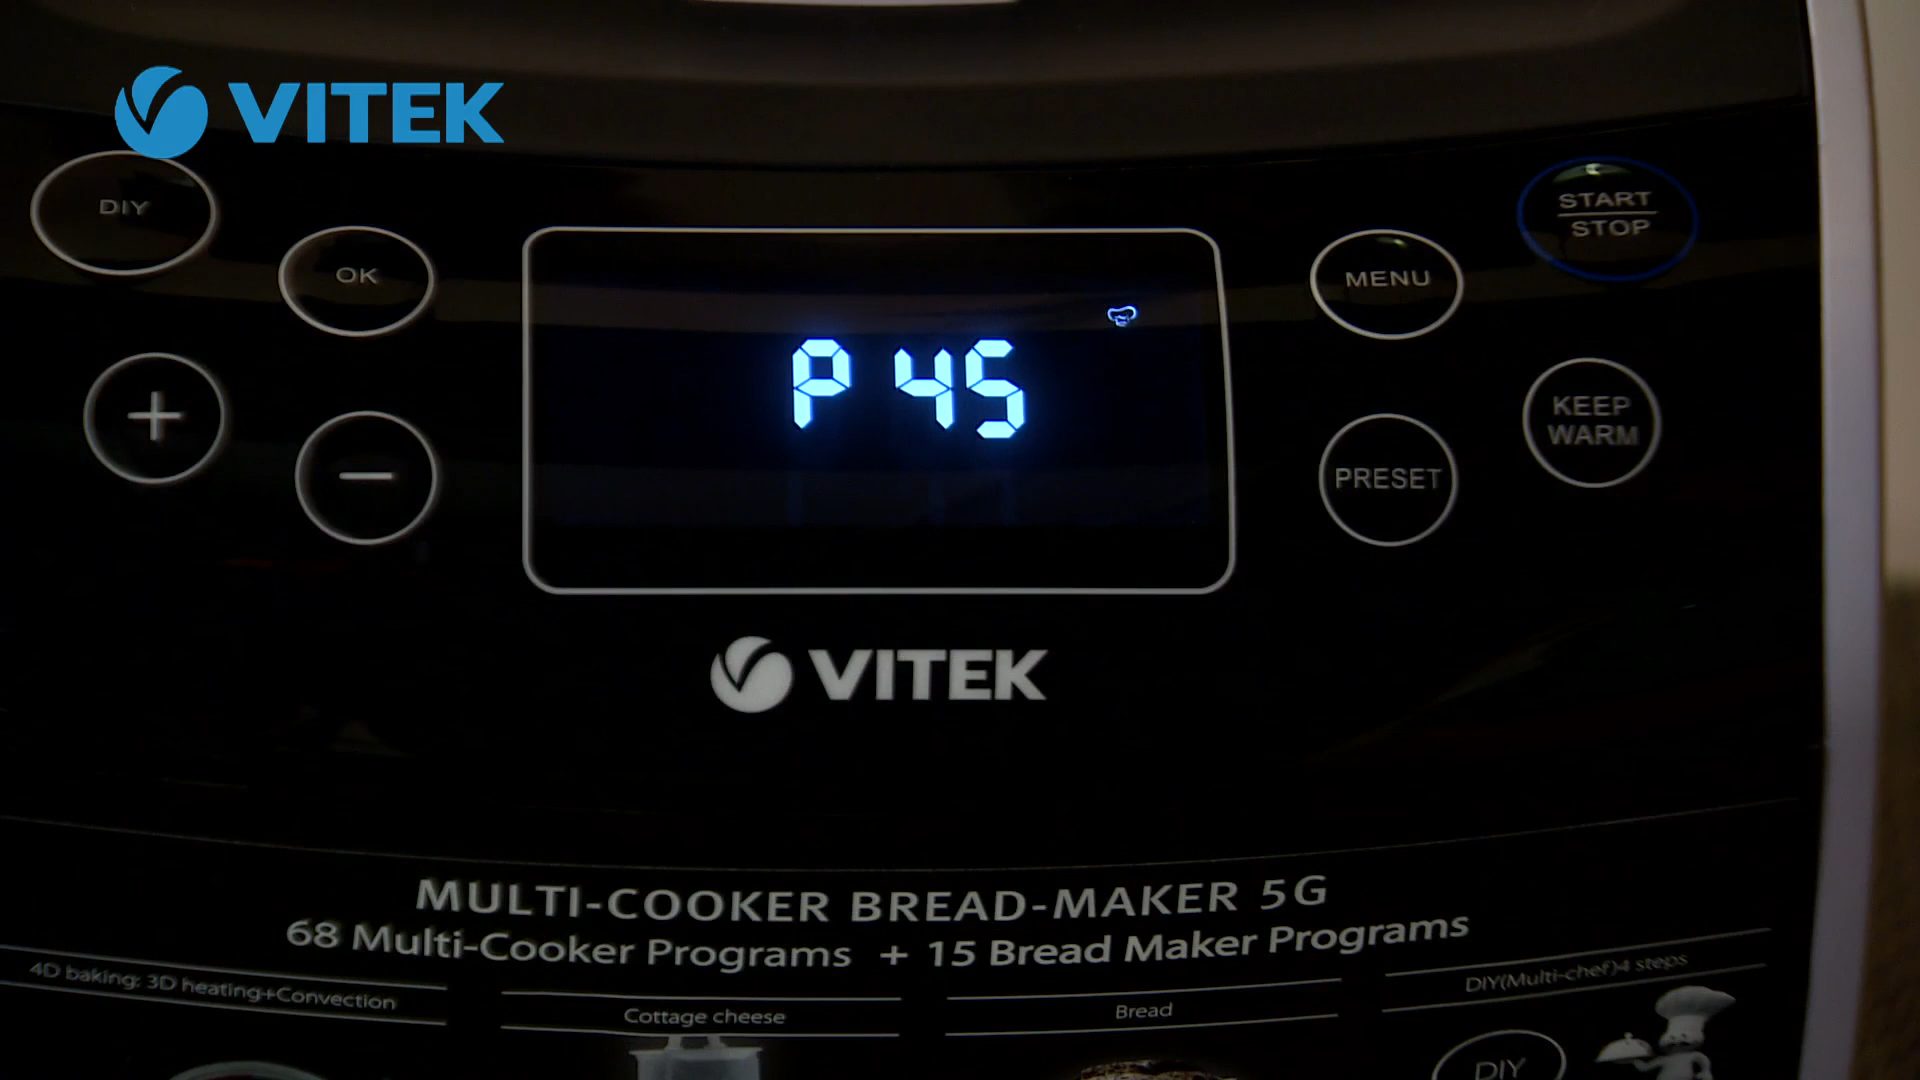 VITEK
DIY
OK
START
STOP
MENU
P 45
+
−
KEEP
WARM
PRESET
VITEK
MULTI-COOKER BREAD-MAKER 5G
68 Multi-Cooker Programs + 15 Bread Maker Programs
4D baking: 3D heating+Convection
Cottage cheese
Bread
DIY(Multi-chef)4 steps
DIY